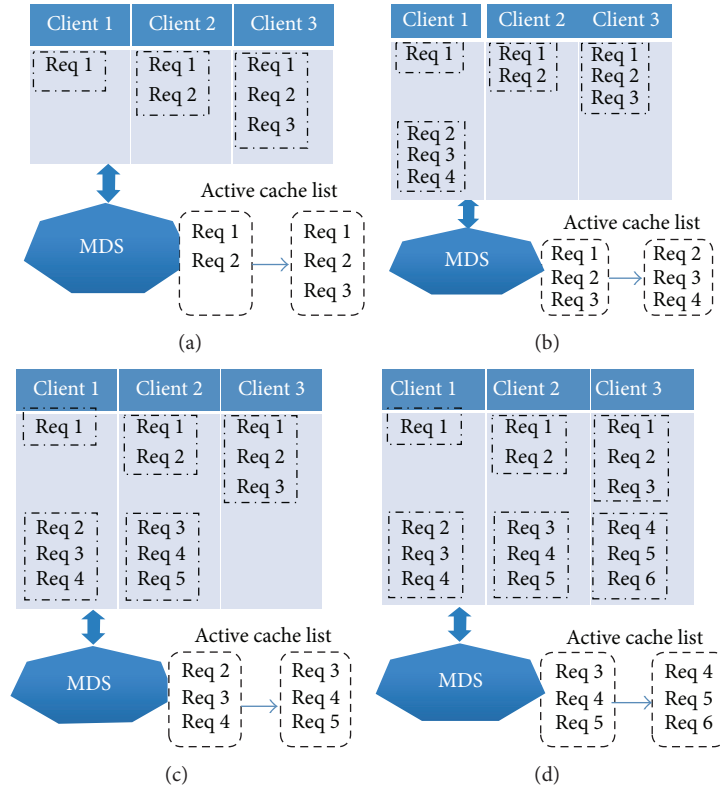 Client 1 Client 2 Client 3
Req 1 Req 1 Req 1
Req 2 Req 2
Req 3
Active cache list
MDS
Req 1 Req 1
Req 2 Req 2
Req 3
(a)
Client 1 Client 2 Client 3
Req 1 Req 1 Req 1
Req 2 Req 2
Req 3
Req 2
Req 3
Req 4
Active cache list
MDS
Req 1 Req 2
Req 2 Req 3
Req 3 Req 4
(b)
Client 1 Client 2 Client 3
Req 1 Req 1 Req 1
Req 2 Req 2
Req 3
Req 2 Req 3
Req 3 Req 4
Req 4 Req 5
Active cache list
MDS
Req 2 Req 3
Req 3 Req 4
Req 4 Req 5
(c)
Client 1 Client 2 Client 3
Req 1 Req 1 Req 1
Req 2 Req 2
Req 3
Req 2 Req 3 Req 4
Req 3 Req 4 Req 5
Req 4 Req 5 Req 6
Active cache list
MDS
Req 3 Req 4
Req 4 Req 5
Req 5 Req 6
(d)